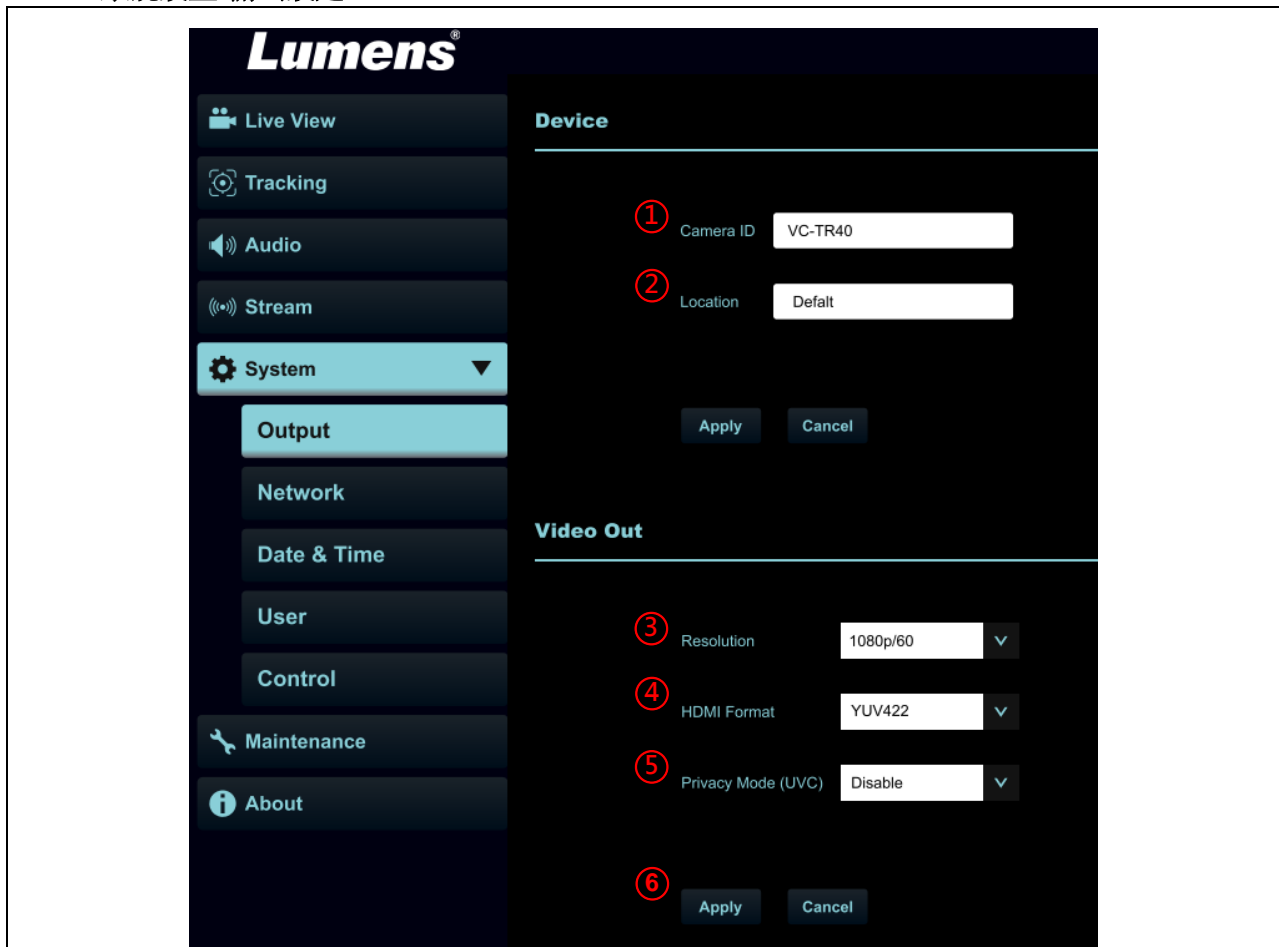 Lumens®
Live View
Tracking
Audio
Stream
System
Output
Network
Date & Time
User
Control
Maintenance
About
Device
① Camera ID VC-TR40
② Location Defalt
Apply Cancel
Video Out
③ Resolution 1080p/60
④ HDMI Format YUV422
⑤ Privacy Mode (UVC) Disable
⑥ Apply Cancel